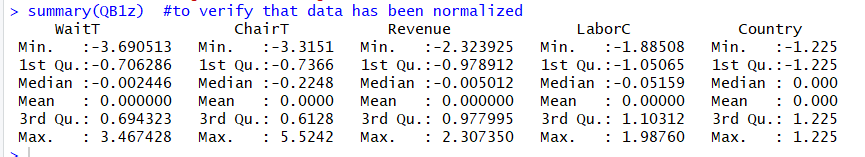 > summary(QB1z)  #to verify that data has been normalized
     WaitT               ChairT           Revenue              LaborC            Country
 Min.   :-3.690513   Min.   :-3.3151   Min.   :-2.323925   Min.   :-1.88508   Min.   :-1.225
 1st Qu.:-0.706286   1st Qu.:-0.7366   1st Qu.:-0.978912   1st Qu.:-1.05065   1st Qu.:-1.225
 Median :-0.002446   Median :-0.2248   Median :-0.005012   Median :-0.05159   Median : 0.000
 Mean   : 0.000000   Mean   : 0.0000   Mean   : 0.000000   Mean   : 0.00000   Mean   : 0.000
 3rd Qu.: 0.694323   3rd Qu.: 0.6128   3rd Qu.: 0.977995   3rd Qu.: 1.10312   3rd Qu.: 1.225
 Max.   : 3.467428   Max.   : 5.5242   Max.   : 2.307350   Max.   : 1.98760   Max.   : 1.225
>